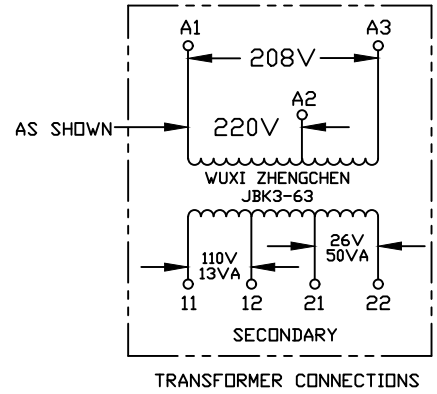 A1 A3
208V
A2
AS SHOWN 220V
WUXI ZHENGCHEN
JBK3-63
110V
13VA
26V
50VA
11 12 21 22
SECONDARY
TRANSFORMER CONNECTIONS